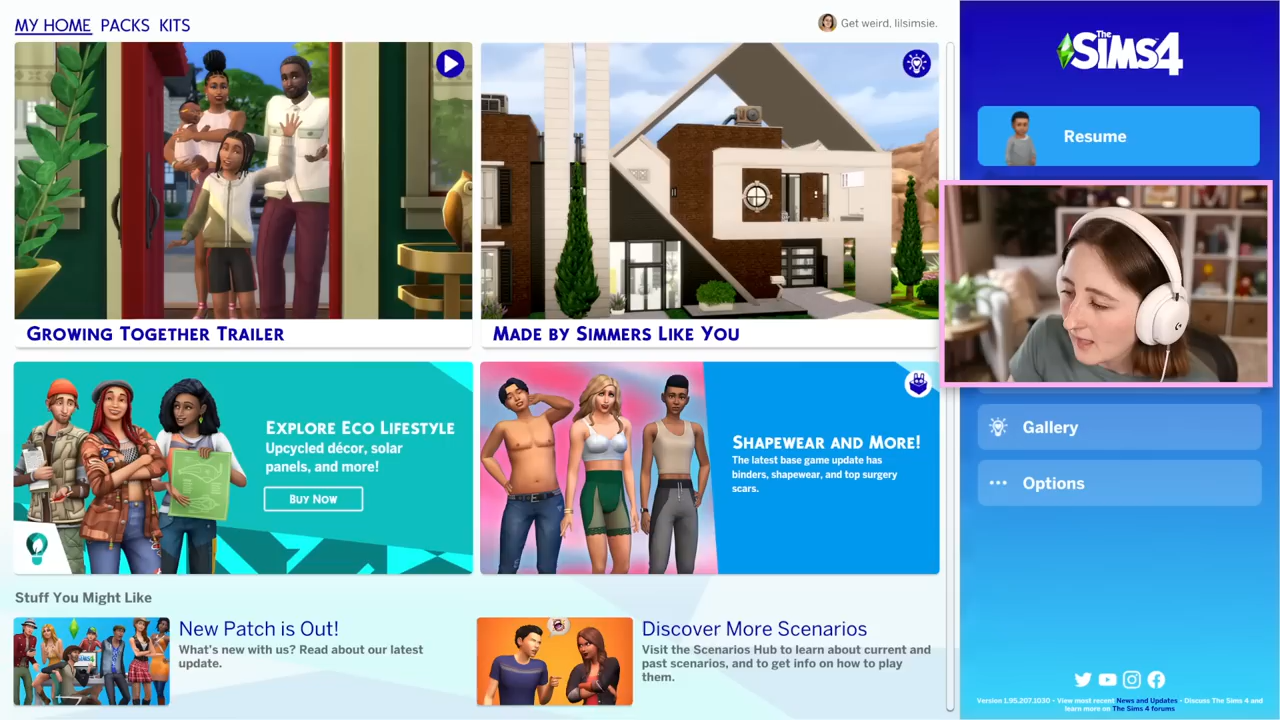 MY HOME PACKS KITS
Get weird, lilsimsie.
The
SiMS4
Resume
GROWING TOGETHER TRAILER
MADE BY SIMMERS LIKE YOU
EXPLORE ECO LIFESTYLE
Upcycled décor, solar
panels, and more!
BUY NOW
SHAPEWEAR AND MORE!
The latest base game update has
binders, shapewear, and top surgery
scars.
Gallery
Options
Stuff You Might Like
New Patch is Out!
What's new with us? Read about our latest
update.
Discover More Scenarios
Visit the Scenarios Hub to learn about current and
past scenarios, and to get info on how to play
them.
Version 1.95.207.1030 - View most recent News and Updates - Discuss The Sims 4 and
learn more on The Sims 4 forums